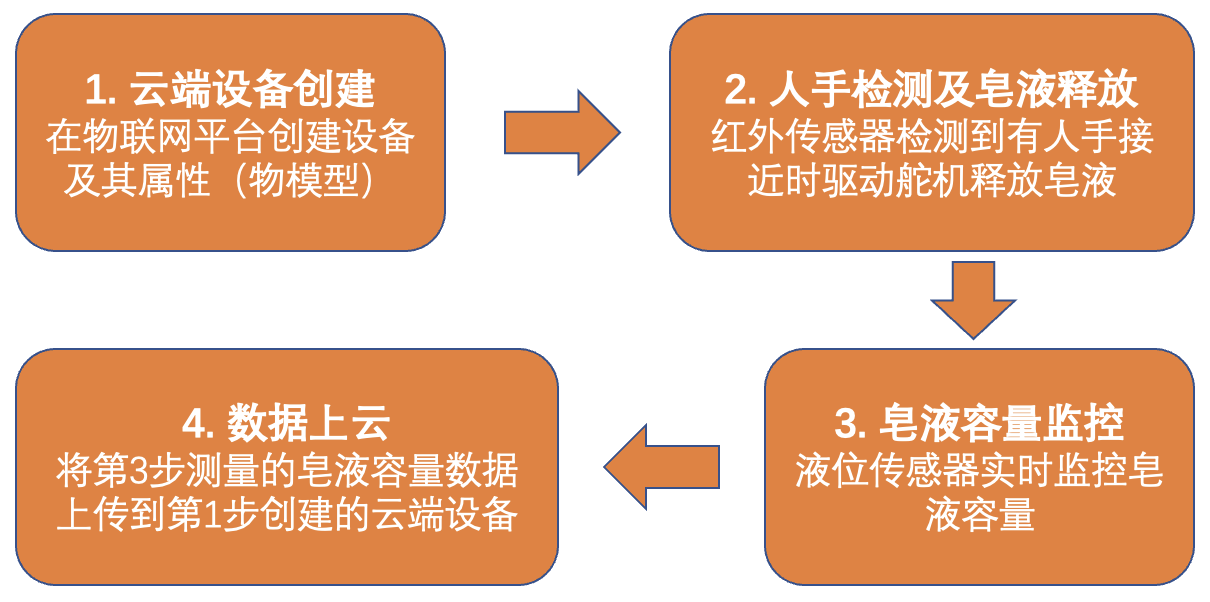 1. 云端设备创建
在物联网平台创建设备
及其属性（物模型）
2. 人手检测及皂液释放
红外传感器检测到有人手接
近时驱动舵机释放皂液
3. 皂液容量监控
液位传感器实时监控皂
液容量
4. 数据上云
将第3步测量的皂液容量数据
上传到第1步创建的云端设备